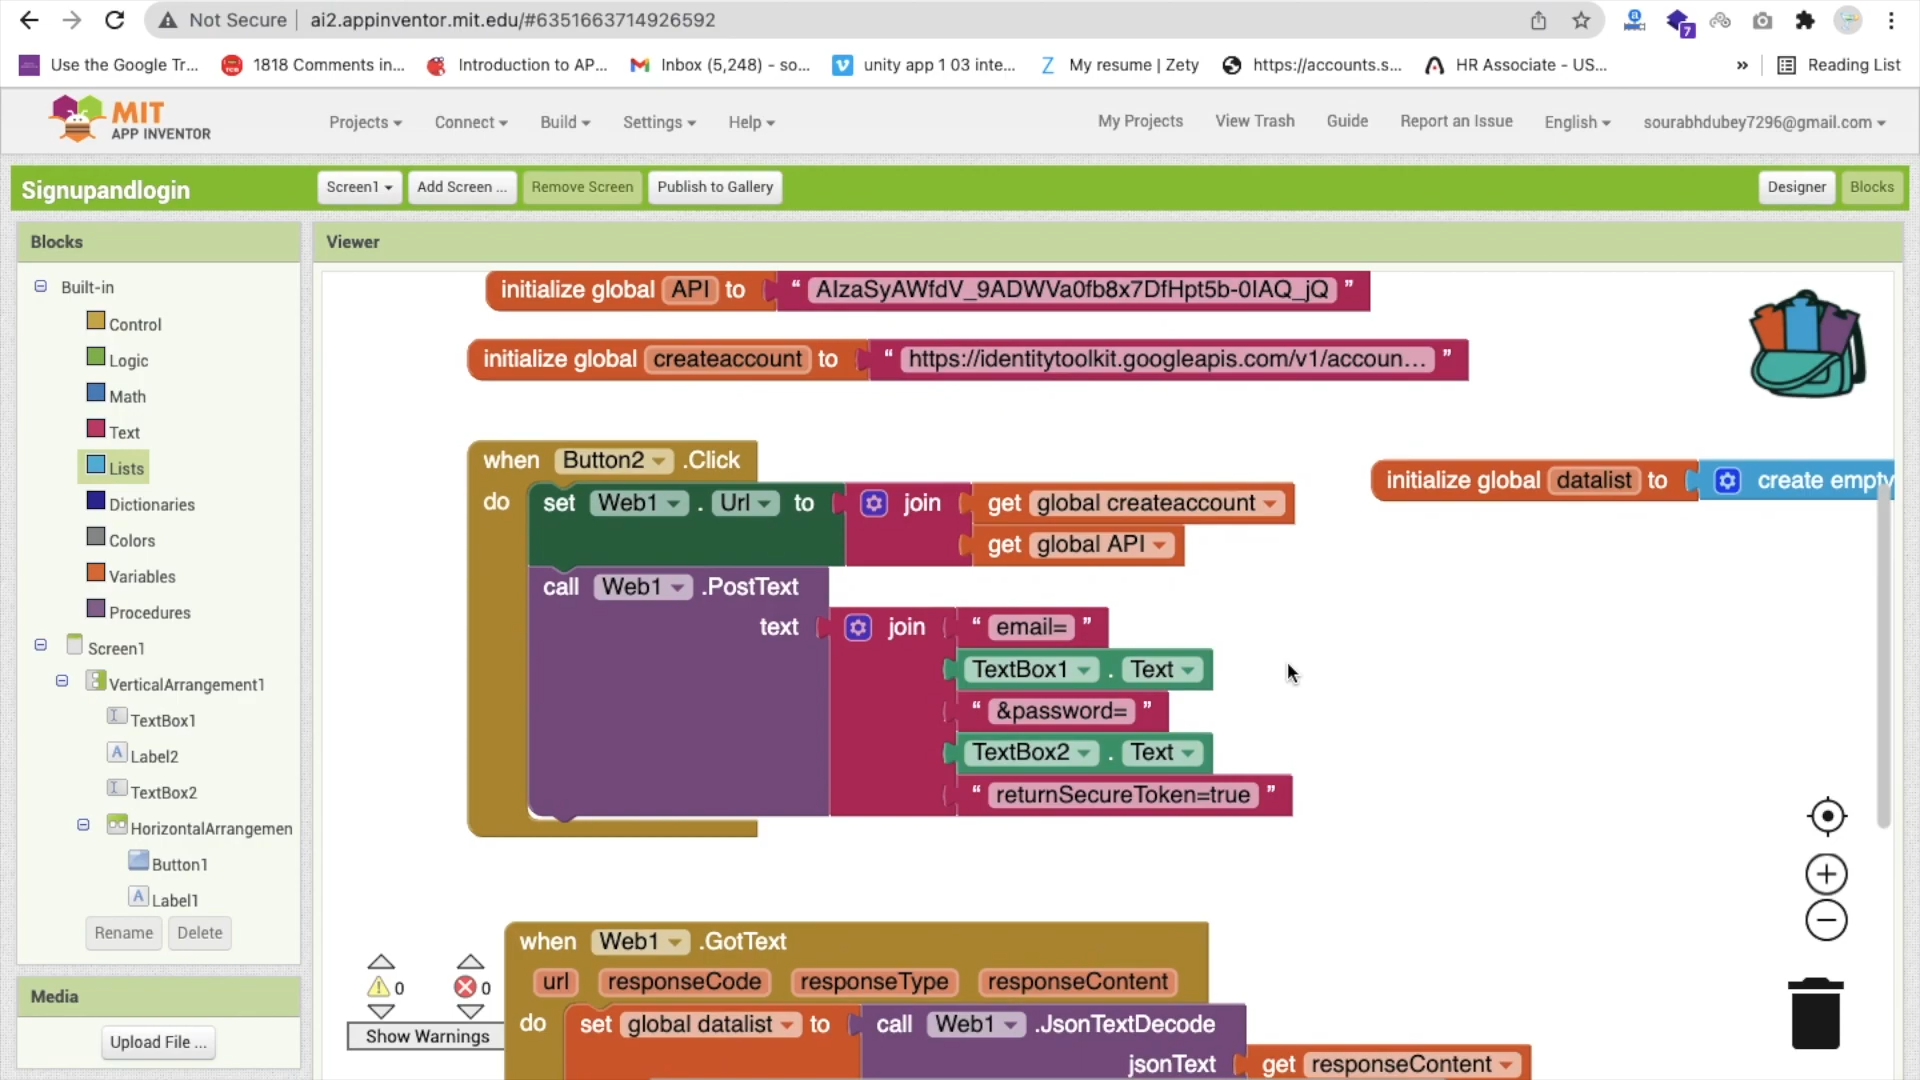 Not Secure | ai2.appinventor.mit.edu/#6351663714926592
7
Use the Google Tr...
1818 Comments in...
Introduction to AP...
Inbox (5,248) - so...
unity app 1 03 inte...
My resume | Zety
https://accounts.s...
HR Associate - US...
»
Reading List
MIT
APP INVENTOR
Projects
Connect
Build
Settings
Help
My Projects
View Trash
Guide
Report an Issue
English
sourabhdubey7296@gmail.com
Signupandlogin
Screen1
Add Screen ...
Remove Screen
Publish to Gallery
Designer
Blocks
Blocks
Viewer
Built-in
Control
Logic
Math
Text
Lists
Dictionaries
Colors
Variables
Procedures
Screen1
VerticalArrangement1
TextBox1
Label2
TextBox2
HorizontalArrangemen
Button1
Label1
Rename
Delete
Media
Upload File ...
initialize global API to " AIzaSyAWfdV_9ADWVa0fb8x7DfHpt5b-0IAQ_jQ "
initialize global createaccount to " https://identitytoolkit.googleapis.com/v1/accoun... "
initialize global datalist to create empty
when Button2 .Click
do set Web1 . Url to join get global createaccount
get global API
call Web1 .PostText
text join " email= "
TextBox1 . Text
" &password= "
TextBox2 . Text
" returnSecureToken=true "
when Web1 .GotText
url responseCode responseType responseContent
do set global datalist to call Web1 .JsonTextDecode
jsonText get responseContent
0
0
Show Warnings